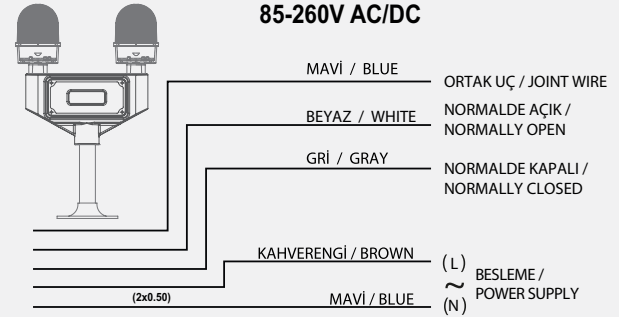 85-260V AC/DC
MAVİ / BLUE
ORTAK UÇ / JOINT WIRE
BEYAZ / WHITE
NORMALDE AÇIK /
NORMALLY OPEN
GRİ / GRAY
NORMALDE KAPALI /
NORMALLY CLOSED
KAHVERENGİ / BROWN
(L)
BESLEME /
~ POWER SUPPLY
(2x0.50)
MAVİ / BLUE
(N)